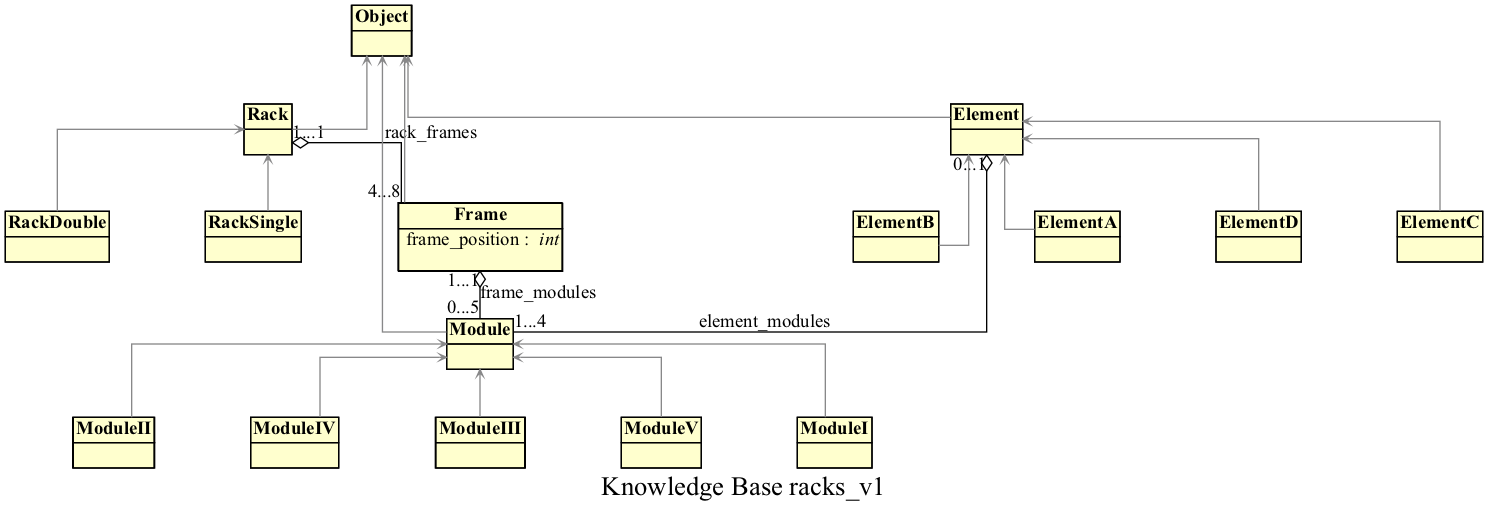 Object
Rack
1...1
rack_frames
Element
0...1
4...8
RackDouble
RackSingle
Frame
frame_position : int
ElementB
ElementA
ElementD
ElementC
1...1
frame_modules
0...5
Module
1...4
element_modules
ModuleII
ModuleIV
ModuleIII
ModuleV
ModuleI
Knowledge Base racks_v1